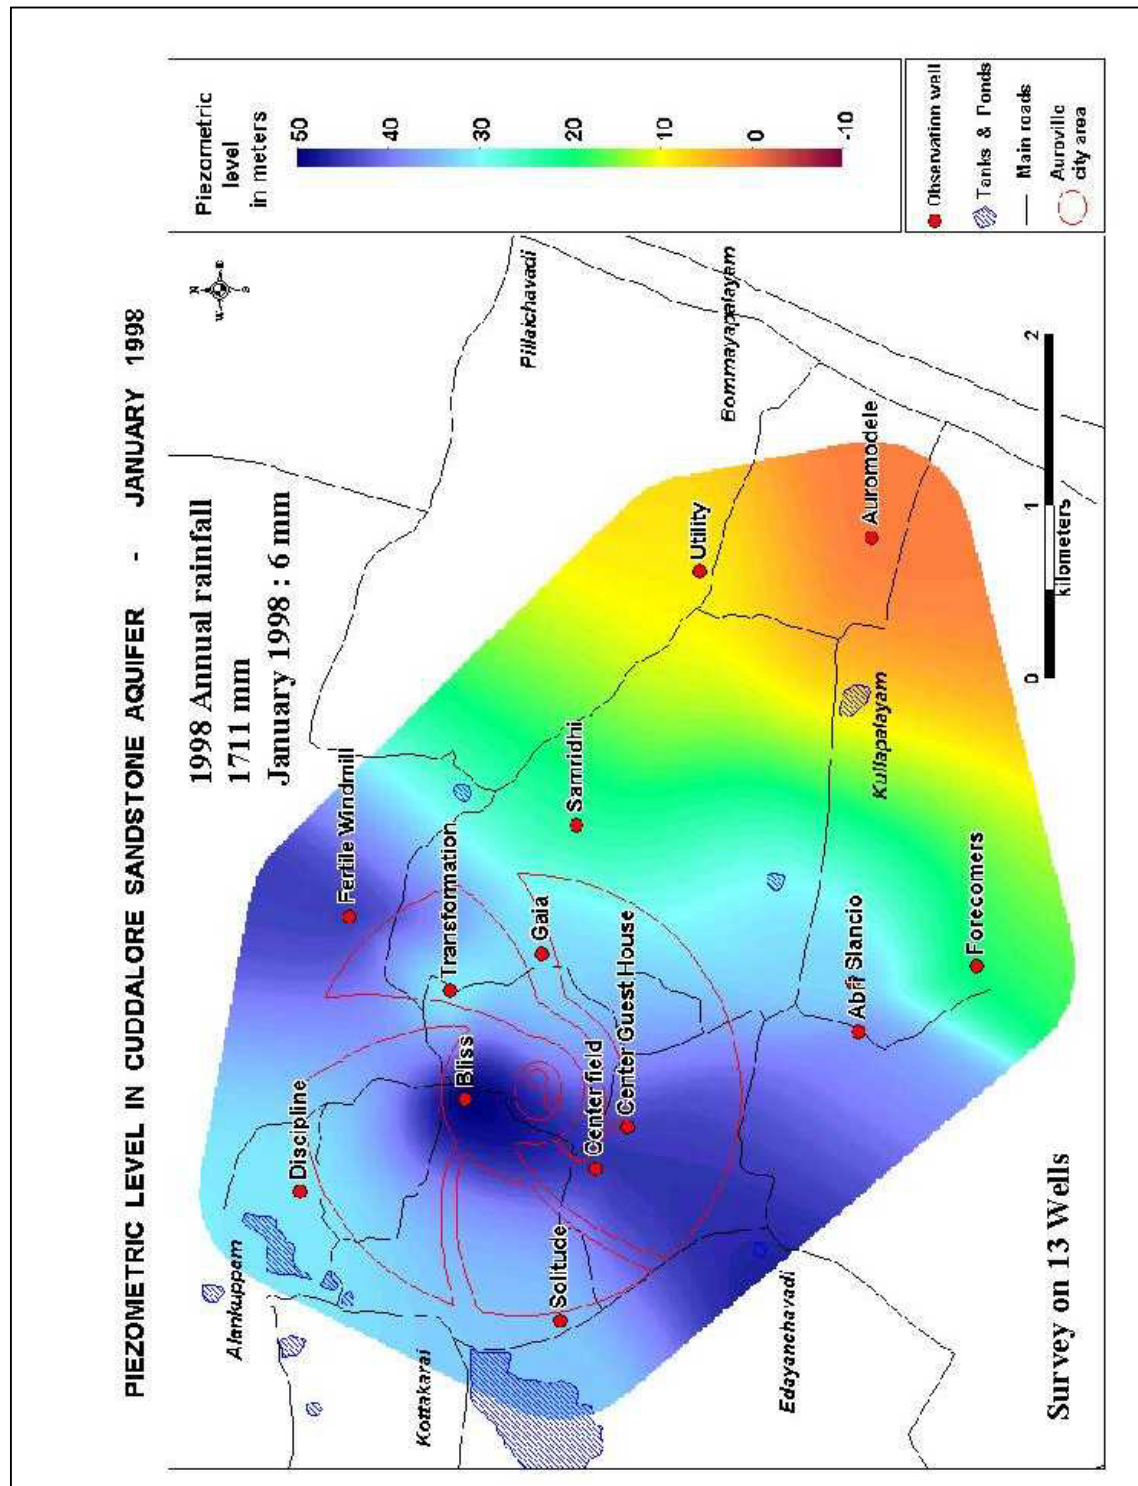 PIEZOMETRIC LEVEL IN CUDDALORE SANDSTONE AQUIFER - JANUARY 1998
1998 Annual rainfall
1711 mm
January 1998 : 6 mm
N
W
E
S
Piezometric
level
in meters
50
40
30
20
10
0
-10
Alankuppam
Discipline
Fertile Windmill
Transformation
Bliss
Kottakarai
Gaia
Samridhi
Pillaichavadi
Solitude
Center field
Center Guest House
Utility
Bommayapalayam
Edayanchavadi
Abri Slancio
Kuilapalayam
Auromodele
Forecomers
Survey on 13 Wells
0
1
2
kilometers
Observation well
Tanks & Ponds
Main roads
Auroville
city area